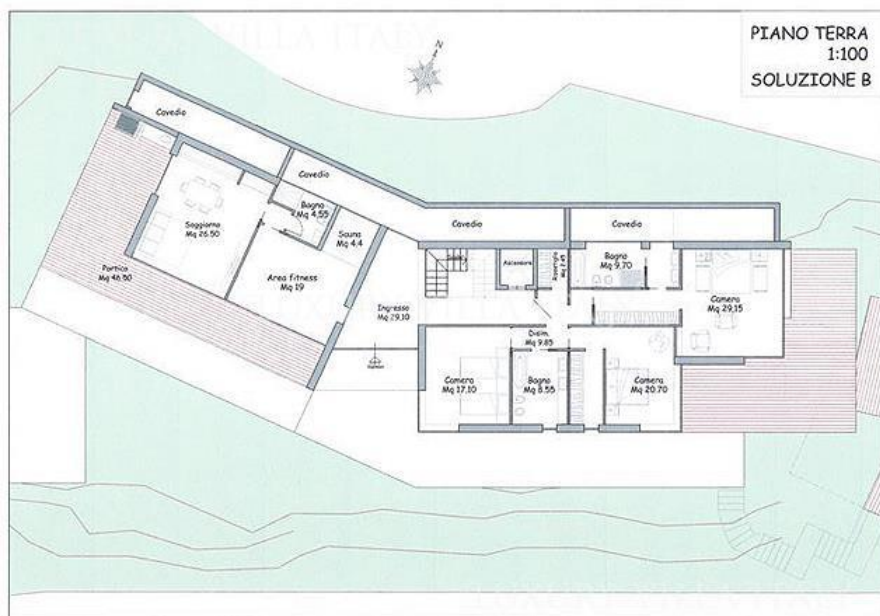 PIANO TERRA
1:100
SOLUZIONE B
N
Cavedio
Cavedio
Cavedio
Cavedio
Bagno
Mq 4.55
Soggiorno
Mq 26.50
Sauna
Mq 4.4
Portico
Mq 46.50
Area fitness
Mq 19
Ingresso
Mq 29,10
Ascensore
Bagno
Mq 9,70
Camera
Mq 29,15
Disim.
Mq 9.85
Camera
Mq 17,10
Bagno
Mq 8.55
Camera
Mq 20.70